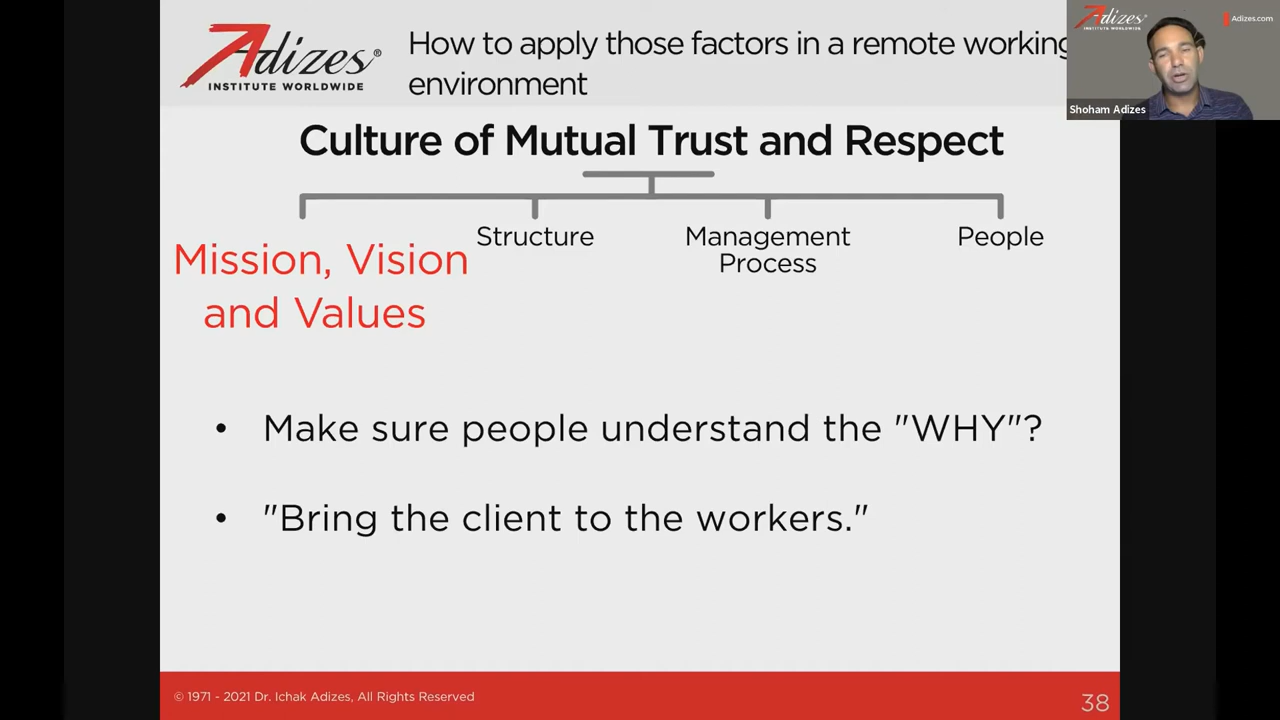 Adizes®
INSTITUTE WORLDWIDE
How to apply those factors in a remote working
environment
Adizes
INSTITUTE WORLDWIDE
Adizes.com
Shoham Adizes
Culture of Mutual Trust and Respect
Mission, Vision
and Values
Structure
Management
Process
People
• Make sure people understand the "WHY"?
• "Bring the client to the workers."
© 1971 - 2021 Dr. Ichak Adizes, All Rights Reserved
38